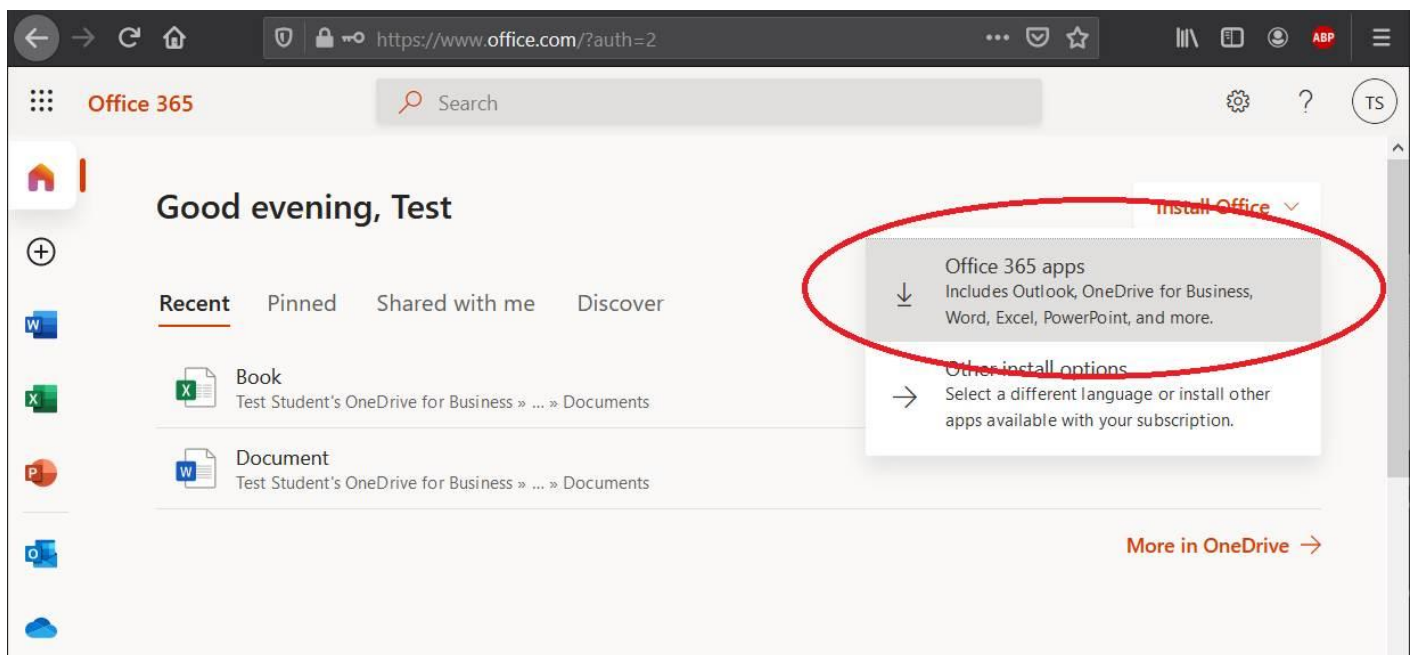 https://www.office.com/?auth=2
ABP
Office 365
Search
?
TS
Good evening, Test
Install Office
Office 365 apps
Includes Outlook, OneDrive for Business,
Word, Excel, PowerPoint, and more.
Recent Pinned Shared with me Discover
Other install options
Select a different language or install other
apps available with your subscription.
X
Book
Test Student's OneDrive for Business » ... » Documents
W
Document
Test Student's OneDrive for Business » ... » Documents
More in OneDrive
W
X
P
O